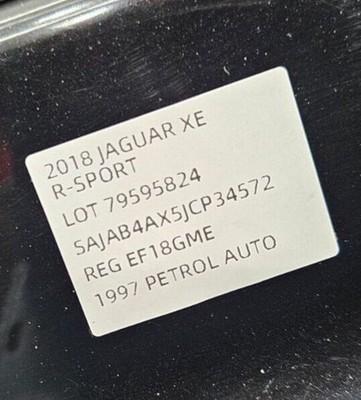 2018 JAGUAR XE
R-SPORT
LOT 79595824
SAJAB4AX5JCP34572
REG EF18GME
1997 PETROL AUTO